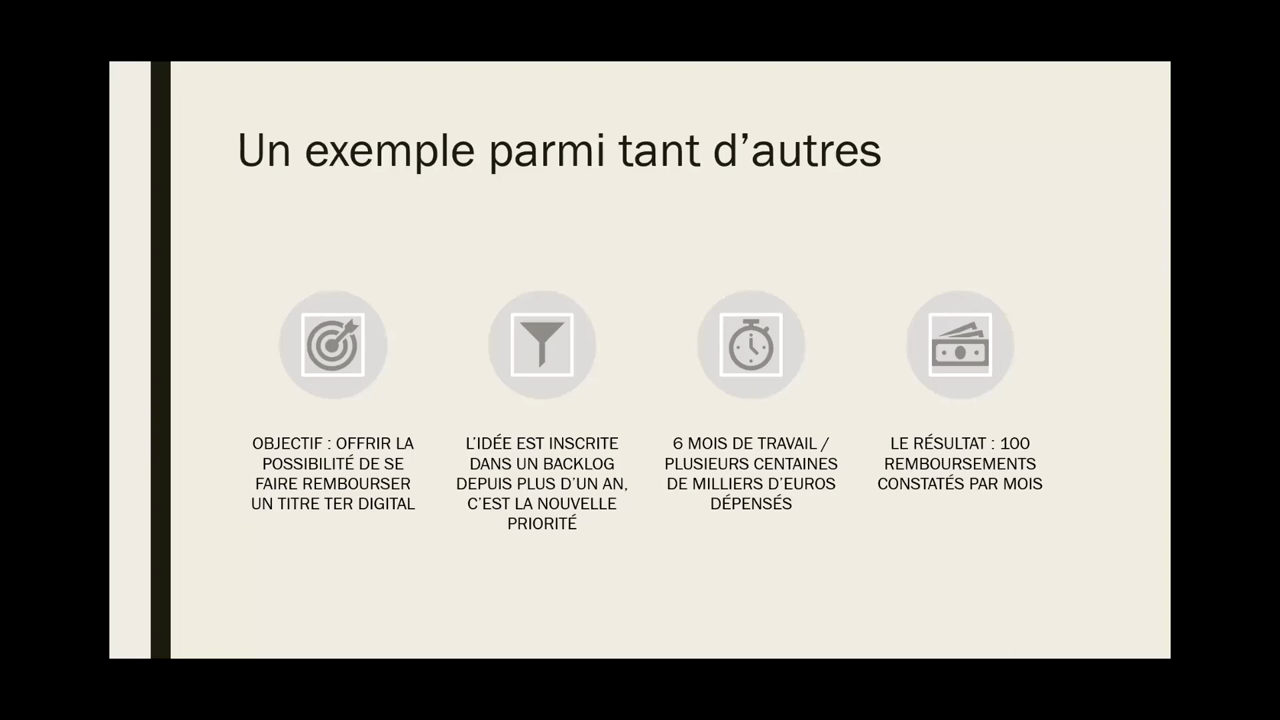 Un exemple parmi tant d’autres
OBJECTIF : OFFRIR LA
POSSIBILITÉ DE SE
FAIRE REMBOURSER
UN TITRE TER DIGITAL
L’IDÉE EST INSCRITE
DANS UN BACKLOG
DEPUIS PLUS D’UN AN,
C’EST LA NOUVELLE
PRIORITÉ
6 MOIS DE TRAVAIL /
PLUSIEURS CENTAINES
DE MILLIERS D’EUROS
DÉPENSÉS
LE RÉSULTAT : 100
REMBOURSEMENTS
CONSTATÉS PAR MOIS